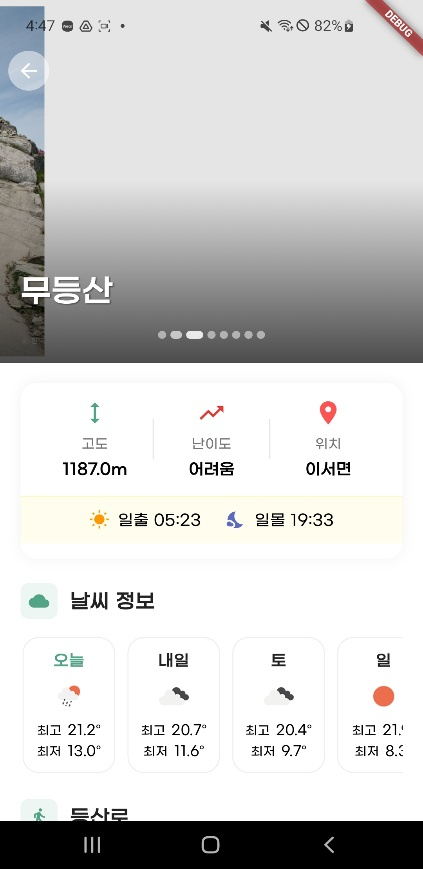 4:47
82%
DEBUG
무등산
고도
난이도
위치
1187.0m
어려움
이서면
일출 05:23
일몰 19:33
날씨 정보
오늘
내일
토
일
최고 21.2°
최고 20.7°
최고 20.4°
최고 21.9
최저 13.0°
최저 11.6°
최저 9.7°
최저 8.3
등산로